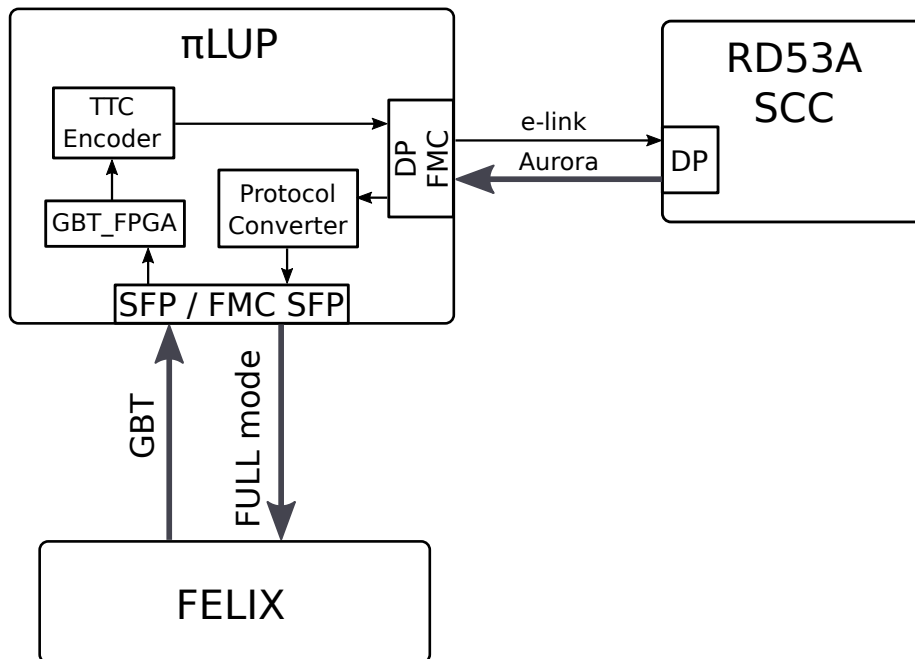 πLUP
TTC
Encoder
GBT_FPGA
Protocol
Converter
DP
FMC
SFP / FMC SFP
e-link
Aurora
RD53A
SCC
DP
GBT
FULL mode
FELIX